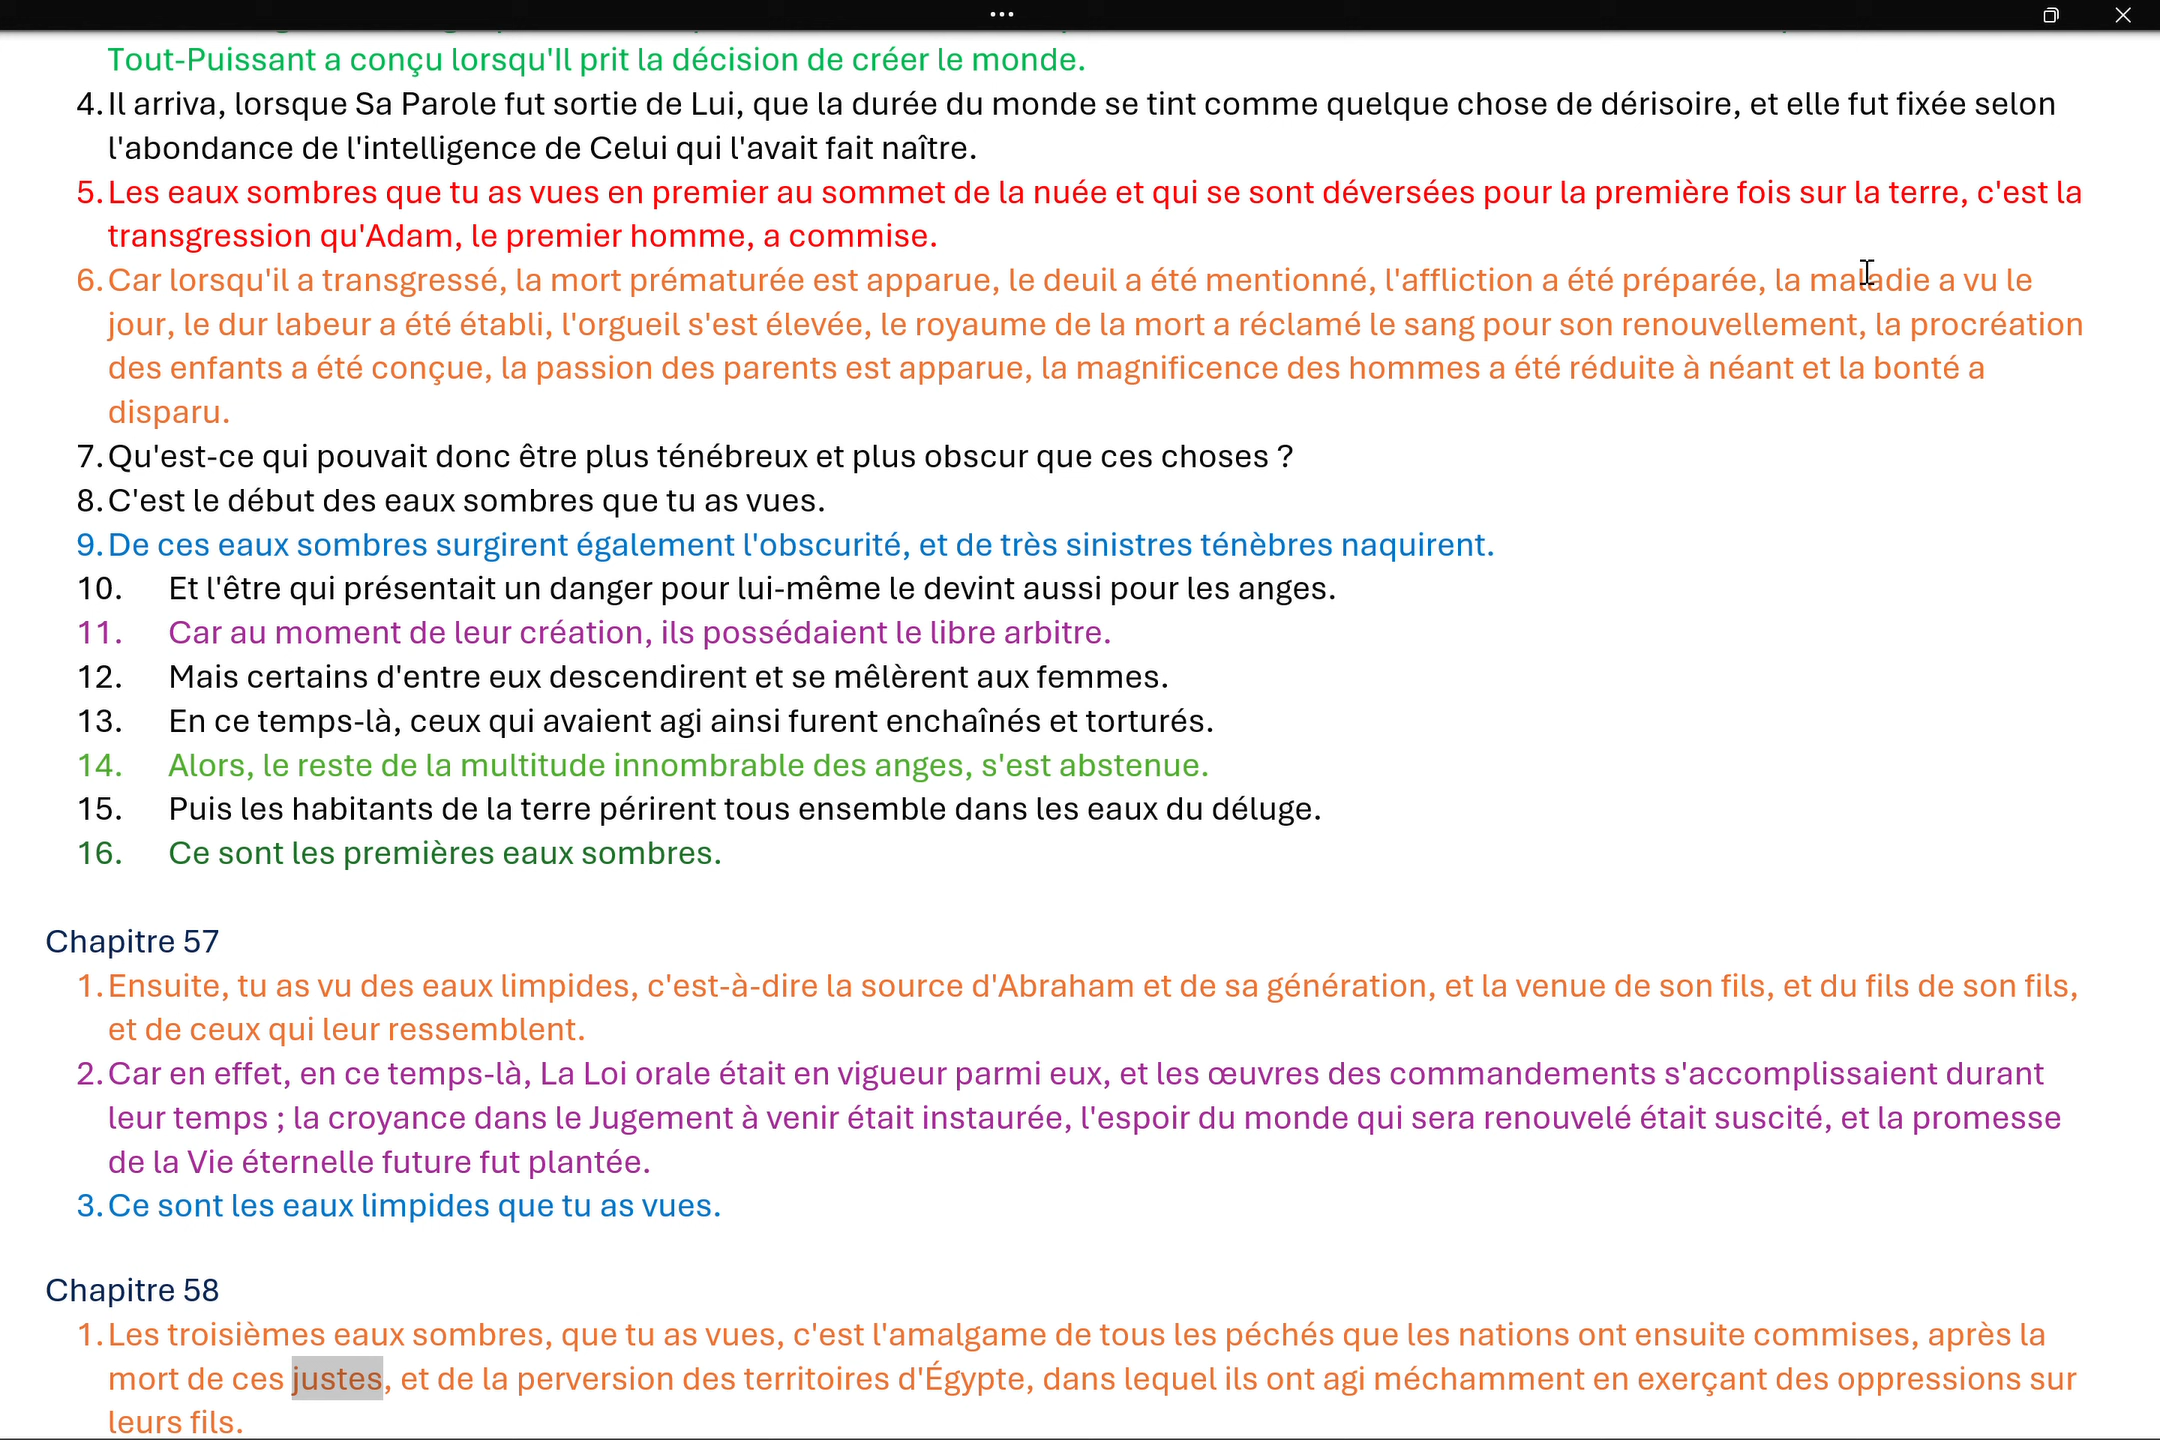 Tout-Puissant a conçu lorsqu'Il prit la décision de créer le monde.
4. Il arriva, lorsque Sa Parole fut sortie de Lui, que la durée du monde se tint comme quelque chose de dérisoire, et elle fut fixée selon
l'abondance de l'intelligence de Celui qui l'avait fait naître.
5. Les eaux sombres que tu as vues en premier au sommet de la nuée et qui se sont déversées pour la première fois sur la terre, c'est la
transgression qu'Adam, le premier homme, a commise.
6. Car lorsqu'il a transgressé, la mort prématurée est apparue, le deuil a été mentionné, l'affliction a été préparée, la maladie a vu le
jour, le dur labeur a été établi, l'orgueil s'est élevée, le royaume de la mort a réclamé le sang pour son renouvellement, la procréation
des enfants a été conçue, la passion des parents est apparue, la magnificence des hommes a été réduite à néant et la bonté a
disparu.
7. Qu'est-ce qui pouvait donc être plus ténébreux et plus obscur que ces choses ?
8. C'est le début des eaux sombres que tu as vues.
9. De ces eaux sombres surgirent également l'obscurité, et de très sinistres ténèbres naquirent.
10. Et l'être qui présentait un danger pour lui-même le devint aussi pour les anges.
11. Car au moment de leur création, ils possédaient le libre arbitre.
12. Mais certains d'entre eux descendirent et se mêlèrent aux femmes.
13. En ce temps-là, ceux qui avaient agi ainsi furent enchaînés et torturés.
14. Alors, le reste de la multitude innombrable des anges, s'est abstenue.
15. Puis les habitants de la terre périrent tous ensemble dans les eaux du déluge.
16. Ce sont les premières eaux sombres.
Chapitre 57
1. Ensuite, tu as vu des eaux limpides, c'est-à-dire la source d'Abraham et de sa génération, et la venue de son fils, et du fils de son fils,
et de ceux qui leur ressemblent.
2. Car en effet, en ce temps-là, La Loi orale était en vigueur parmi eux, et les œuvres des commandements s'accomplissaient durant
leur temps ; la croyance dans le Jugement à venir était instaurée, l'espoir du monde qui sera renouvelé était suscité, et la promesse
de la Vie éternelle future fut plantée.
3. Ce sont les eaux limpides que tu as vues.
Chapitre 58
1. Les troisièmes eaux sombres, que tu as vues, c'est l'amalgame de tous les péchés que les nations ont ensuite commises, après la
mort de ces justes, et de la perversion des territoires d'Égypte, dans lequel ils ont agi méchamment en exerçant des oppressions sur
leurs fils.